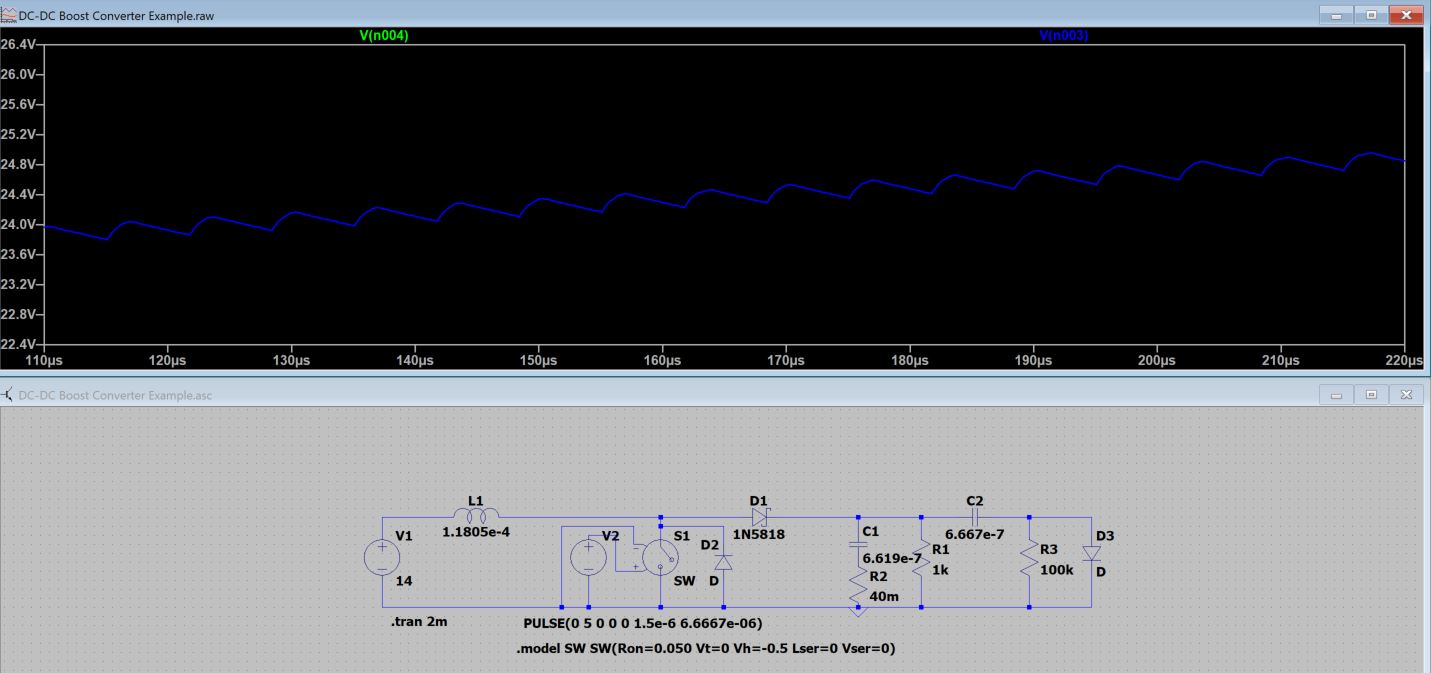 DC-DC Boost Converter Example.raw
V(n004) V(n003)
26.4V
26.0V
25.6V
25.2V
24.8V
24.4V
24.0V
23.6V
23.2V
22.8V
22.4V
110µs 120µs 130µs 140µs 150µs 160µs 170µs 180µs 190µs 200µs 210µs 220µs
DC-DC Boost Converter Example.asc
L1 D1 C2
V1 1.1805e-4 V2 S1 D2 1N5818 C1 6.667e-7 D3
6.619e-7 R1 R3
14 SW D R2 1k 100k D
40m
.tran 2m PULSE(0 5 0 0 0 1.5e-6 6.6667e-06)
.model SW SW(Ron=0.050 Vt=0 Vh=-0.5 Lser=0 Vser=0)